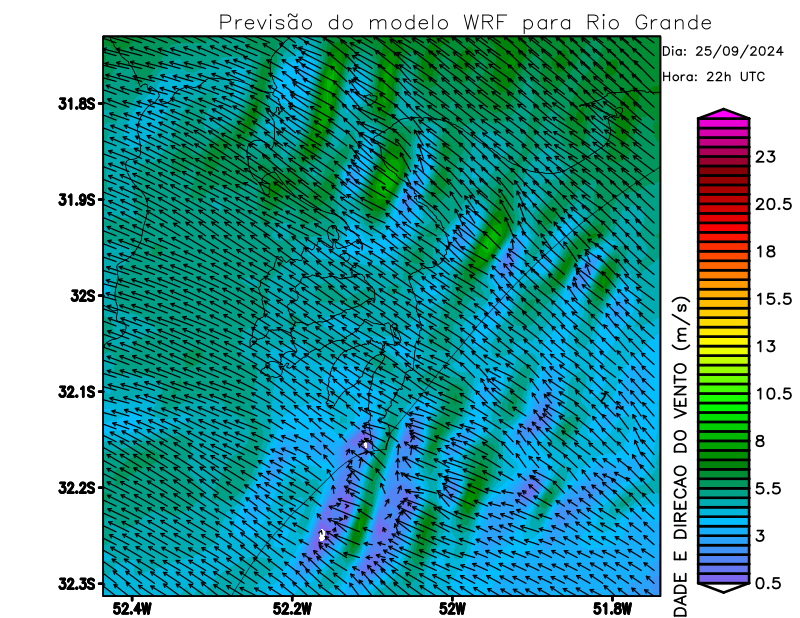 Previsão do modelo WRF para Rio Grande
Dia: 25/09/2024
Hora: 22h UTC
31.8S
31.9S
32S
32.1S
32.2S
32.3S
52.4W
52.2W
52W
51.8W
23
20.5
18
15.5
13
10.5
8
5.5
3
0.5
DADE E DIRECAO DO VENTO (m/s)